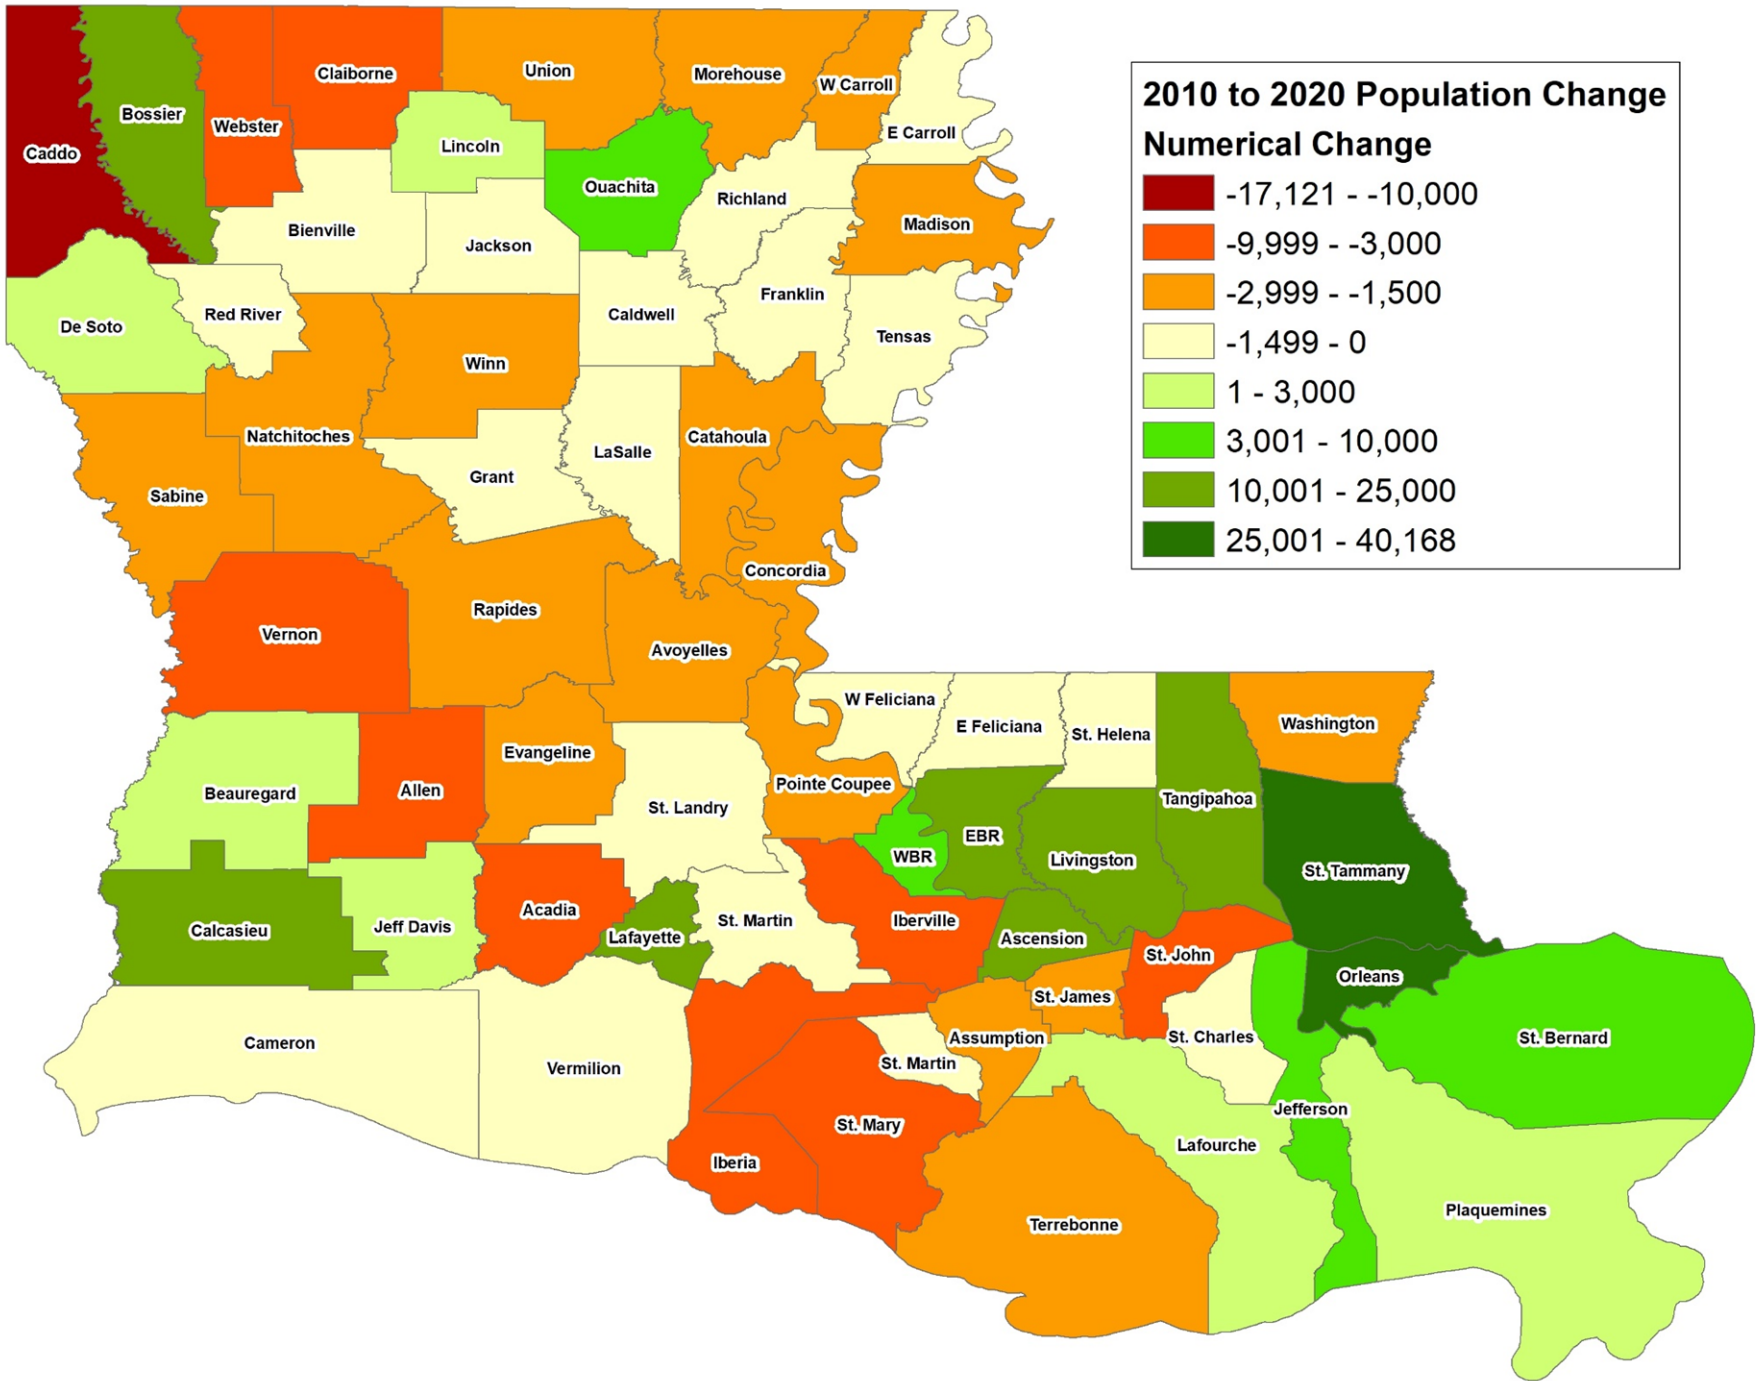 2010 to 2020 Population Change
Numerical Change
-17,121 - -10,000
-9,999 - -3,000
-2,999 - -1,500
-1,499 - 0
1 - 3,000
3,001 - 10,000
10,001 - 25,000
25,001 - 40,168
Caddo
Bossier
Webster
Claiborne
Union
Morehouse
W Carroll
E Carroll
Lincoln
Ouachita
Richland
Madison
Bienville
Jackson
Franklin
Tensas
De Soto
Red River
Caldwell
Winn
Natchitoches
Sabine
Grant
LaSalle
Catahoula
Concordia
Vernon
Rapides
Avoyelles
W Feliciana
E Feliciana
St. Helena
Washington
Beauregard
Allen
Evangeline
St. Landry
Pointe Coupee
Tangipahoa
EBR
WBR
Livingston
St. Tammany
Calcasieu
Jeff Davis
Acadia
Lafayette
St. Martin
Iberville
Ascension
St. John
Orleans
St. James
Cameron
Vermilion
Assumption
St. Charles
St. Bernard
St. Martin
St. Mary
Iberia
Jefferson
Lafourche
Terrebonne
Plaquemines